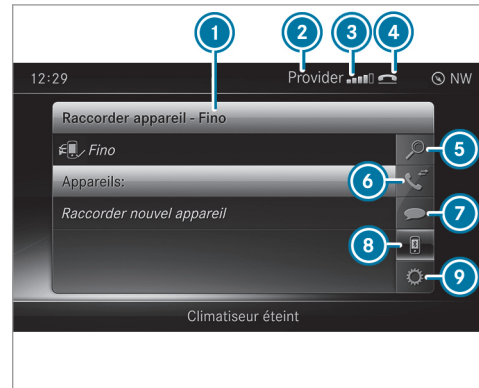 1 2 3 4
12:29 Provider NW
Raccorder appareil - Fino
Fino 5
Appareils: 6
Raccorder nouvel appareil 7
8
9
Climatiseur éteint